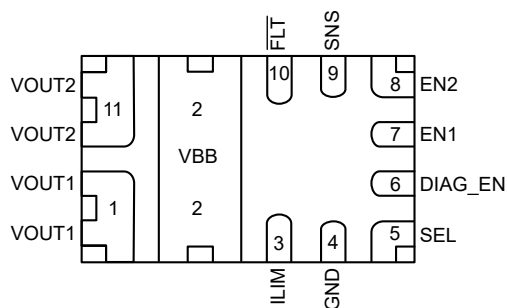 FLT
SNS
VOUT2
11
2
10
9
8
EN2
VOUT2
7
EN1
VBB
VOUT1
6
DIAG_EN
VOUT1
1
2
3
4
5
SEL
ILIM
GND